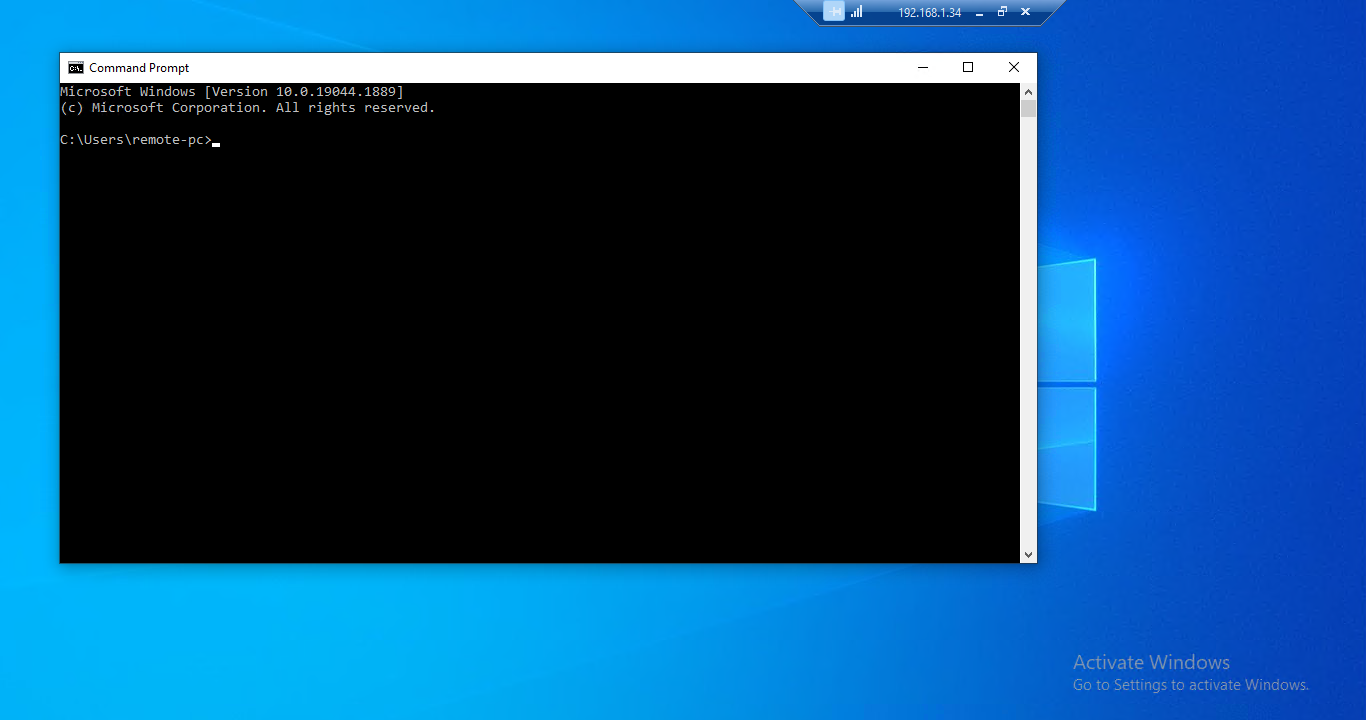 192.168.1.34
Command Prompt
Microsoft Windows [Version 10.0.19044.1889]
(c) Microsoft Corporation. All rights reserved.
C:\Users\remote-pc>
Activate Windows
Go to Settings to activate Windows.